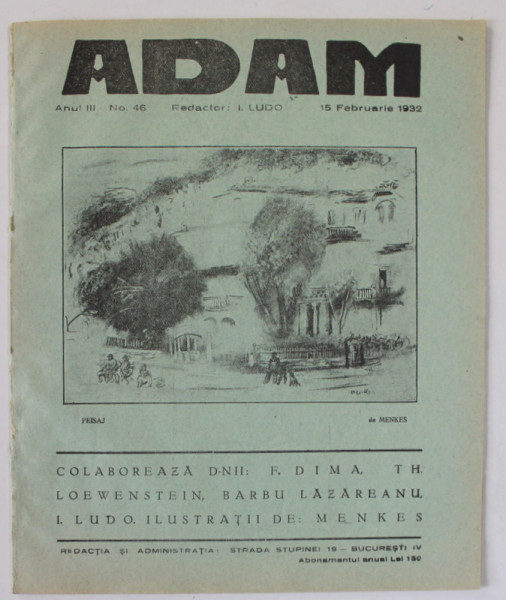 ADAM
Anul III No. 46 Redactor: I. LUDO 15 Februarie 1932
PEISAJ de MENKES
COLABOREAZĂ D-NII: F. DIMA, TH.
LOEWENSTEIN, BARBU LĂZĂREANU,
I. LUDO. ILUSTRAȚII DE: MENKES
REDACȚIA ȘI ADMINISTRAȚIA: STRADA STUPINEI 19 – BUCUREȘTI IV
Abonamentul anual Lei 180